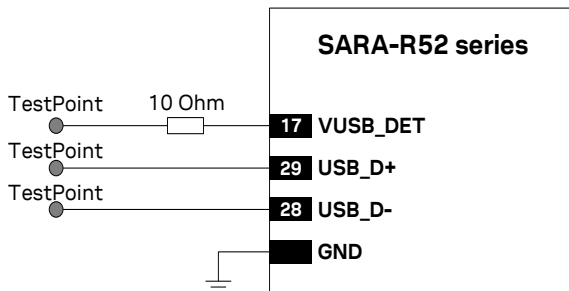 SARA-R52 series
TestPoint 10 Ohm
17 VUSB_DET
TestPoint
29 USB_D+
TestPoint
28 USB_D-
GND